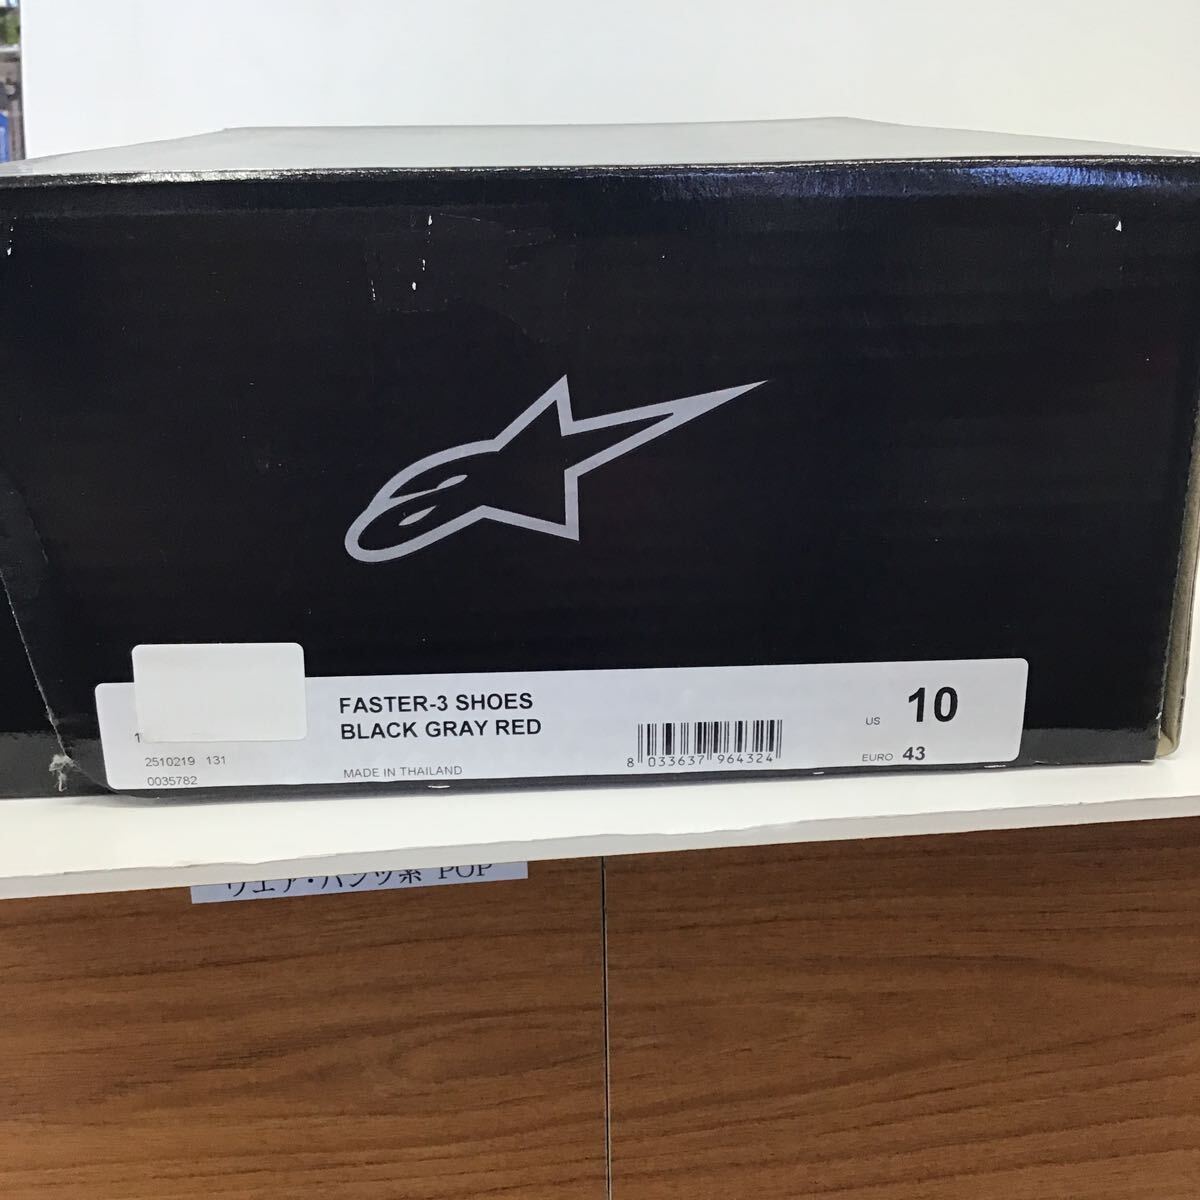 FASTER-3 SHOES
BLACK GRAY RED
2510219 131
0035782
MADE IN THAILAND
8 033637 964324
US 10
EURO 43
ウエア・パンツ系 POP